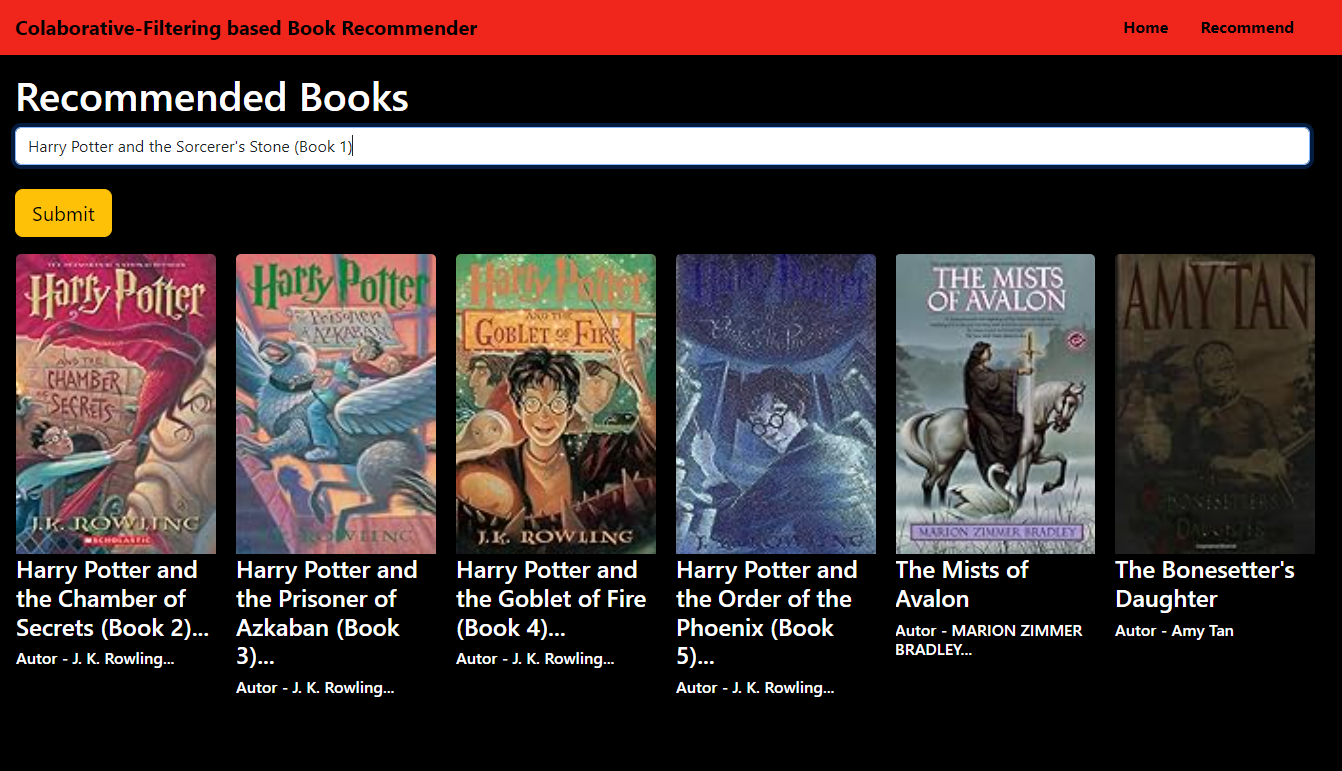 Colaborative-Filtering based Book Recommender
Home
Recommend
Recommended Books
Harry Potter and the Sorcerer's Stone (Book 1)
Submit
Harry Potter
AND THE
CHAMBER
OF
SECRETS
J.K. ROWLING
SCHOLASTIC
Harry Potter
Prisoner
AZKABAN
ROWLING
Harry Potter
AND THE
GOBLET OF FIRE
J.K. ROWLING
Harry Potter
THE MISTS
OF AVALON
MARION ZIMMER BRADLEY
AMY TAN
BONESETTER'S
DAUGHTER
Harry Potter and
the Chamber of
Secrets (Book 2)...
Autor - J. K. Rowling...
Harry Potter and
the Prisoner of
Azkaban (Book
3)...
Autor - J. K. Rowling...
Harry Potter and
the Goblet of Fire
(Book 4)...
Autor - J. K. Rowling...
Harry Potter and
the Order of the
Phoenix (Book
5)...
Autor - J. K. Rowling...
The Mists of
Avalon
Autor - MARION ZIMMER
BRADLEY...
The Bonesetter's
Daughter
Autor - Amy Tan